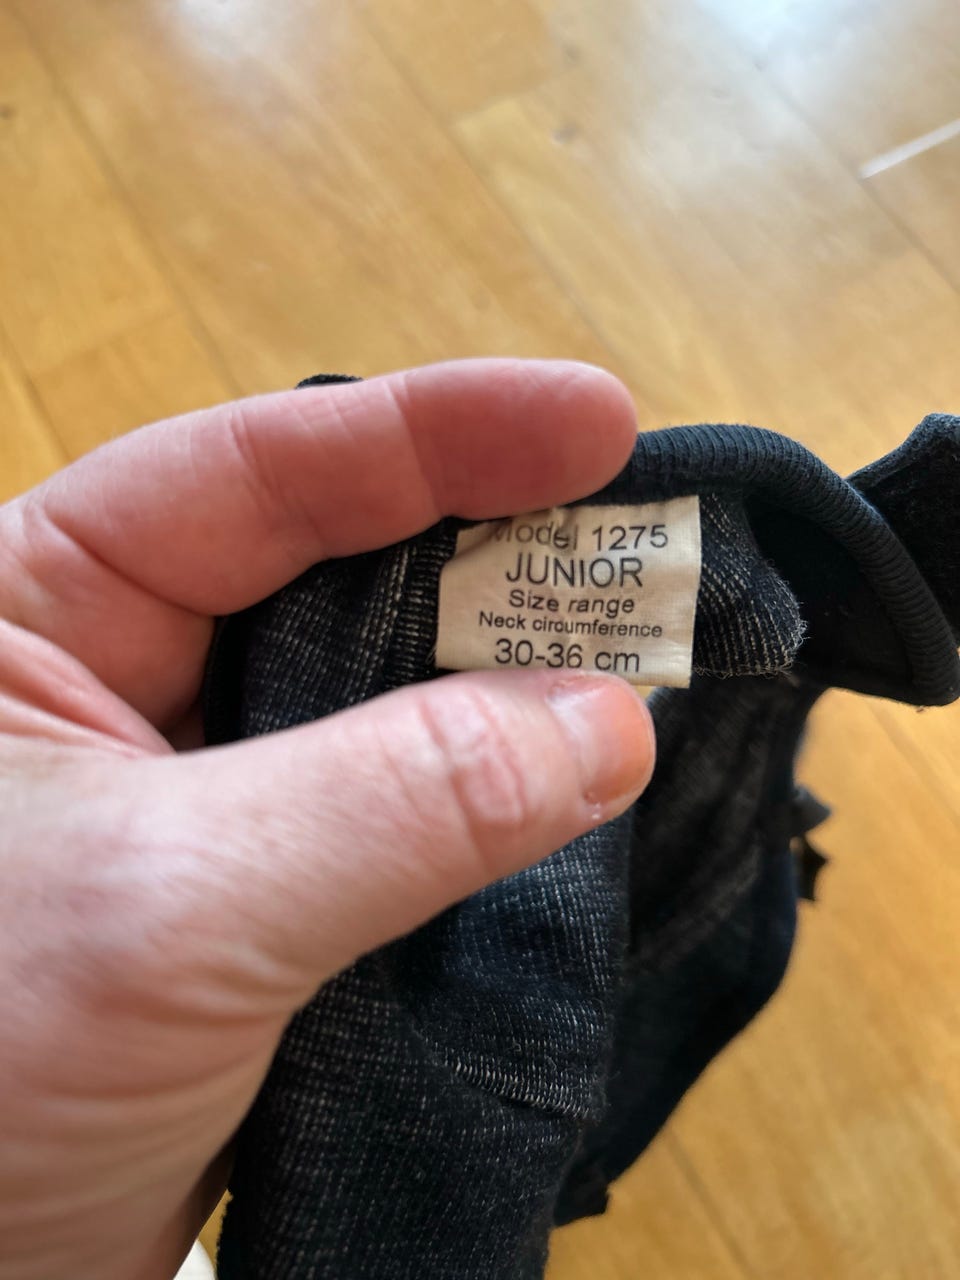 Model 1275
JUNIOR
Size range
Neck circumference
30-36 cm